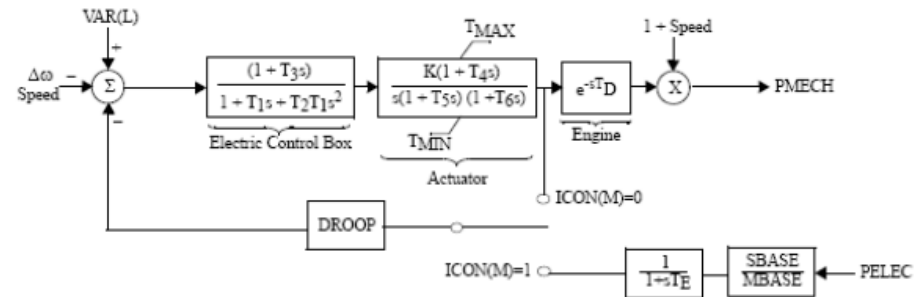 VAR(L)
+
Δω
Speed
−
Σ
−
(1 + T3s)
1 + T1s + T2T1s²
Electric Control Box
TMAX
K(1 + T4s)
s(1 + T5s) (1 +T6s)
TMIN
Actuator
e-sTD
Engine
1 + Speed
X
PMECH
ICON(M)=0
DROOP
ICON(M)=1
1
1+sTE
SBASE
MBASE
PELEC